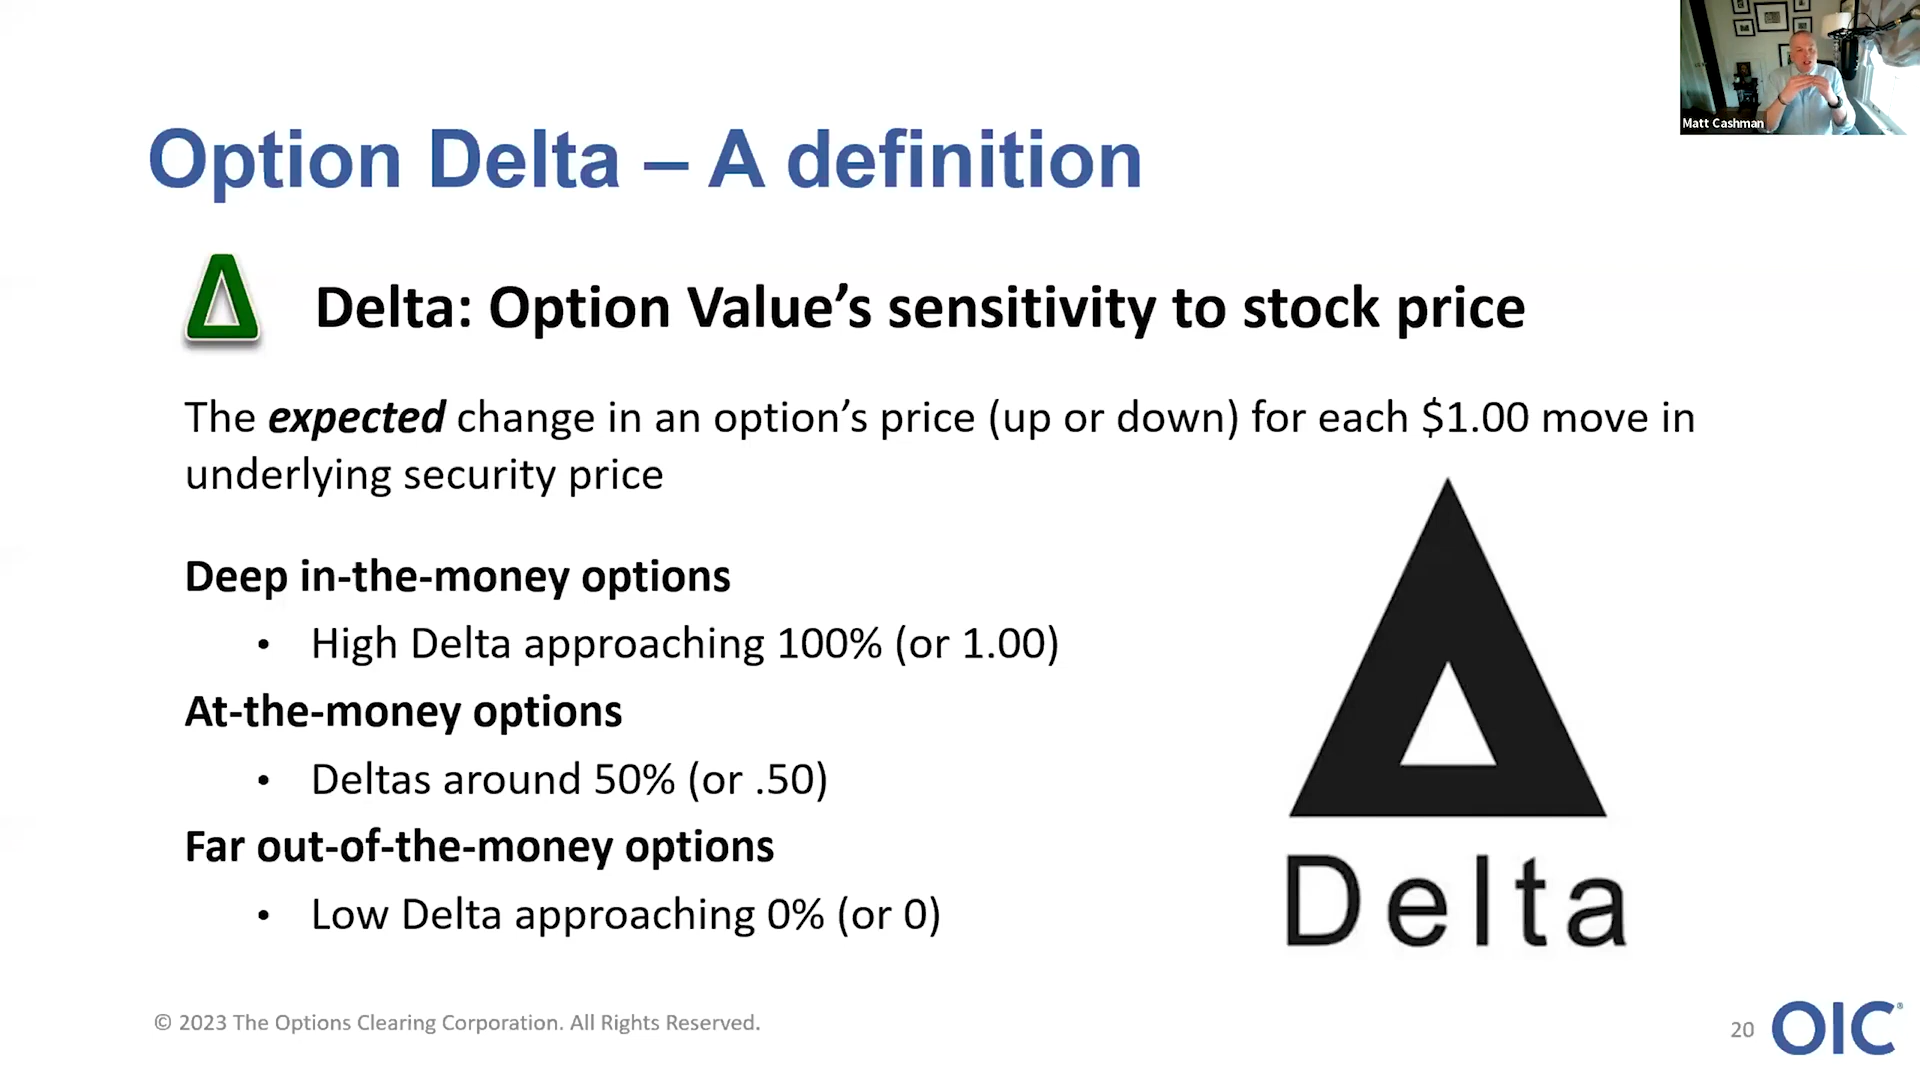 Matt Cashman
Option Delta – A definition
Δ Delta: Option Value’s sensitivity to stock price
The expected change in an option’s price (up or down) for each $1.00 move in
underlying security price
Deep in-the-money options
• High Delta approaching 100% (or 1.00)
At-the-money options
• Deltas around 50% (or .50)
Far out-of-the-money options
• Low Delta approaching 0% (or 0)
Δ
Delta
© 2023 The Options Clearing Corporation. All Rights Reserved.
20
OIC®